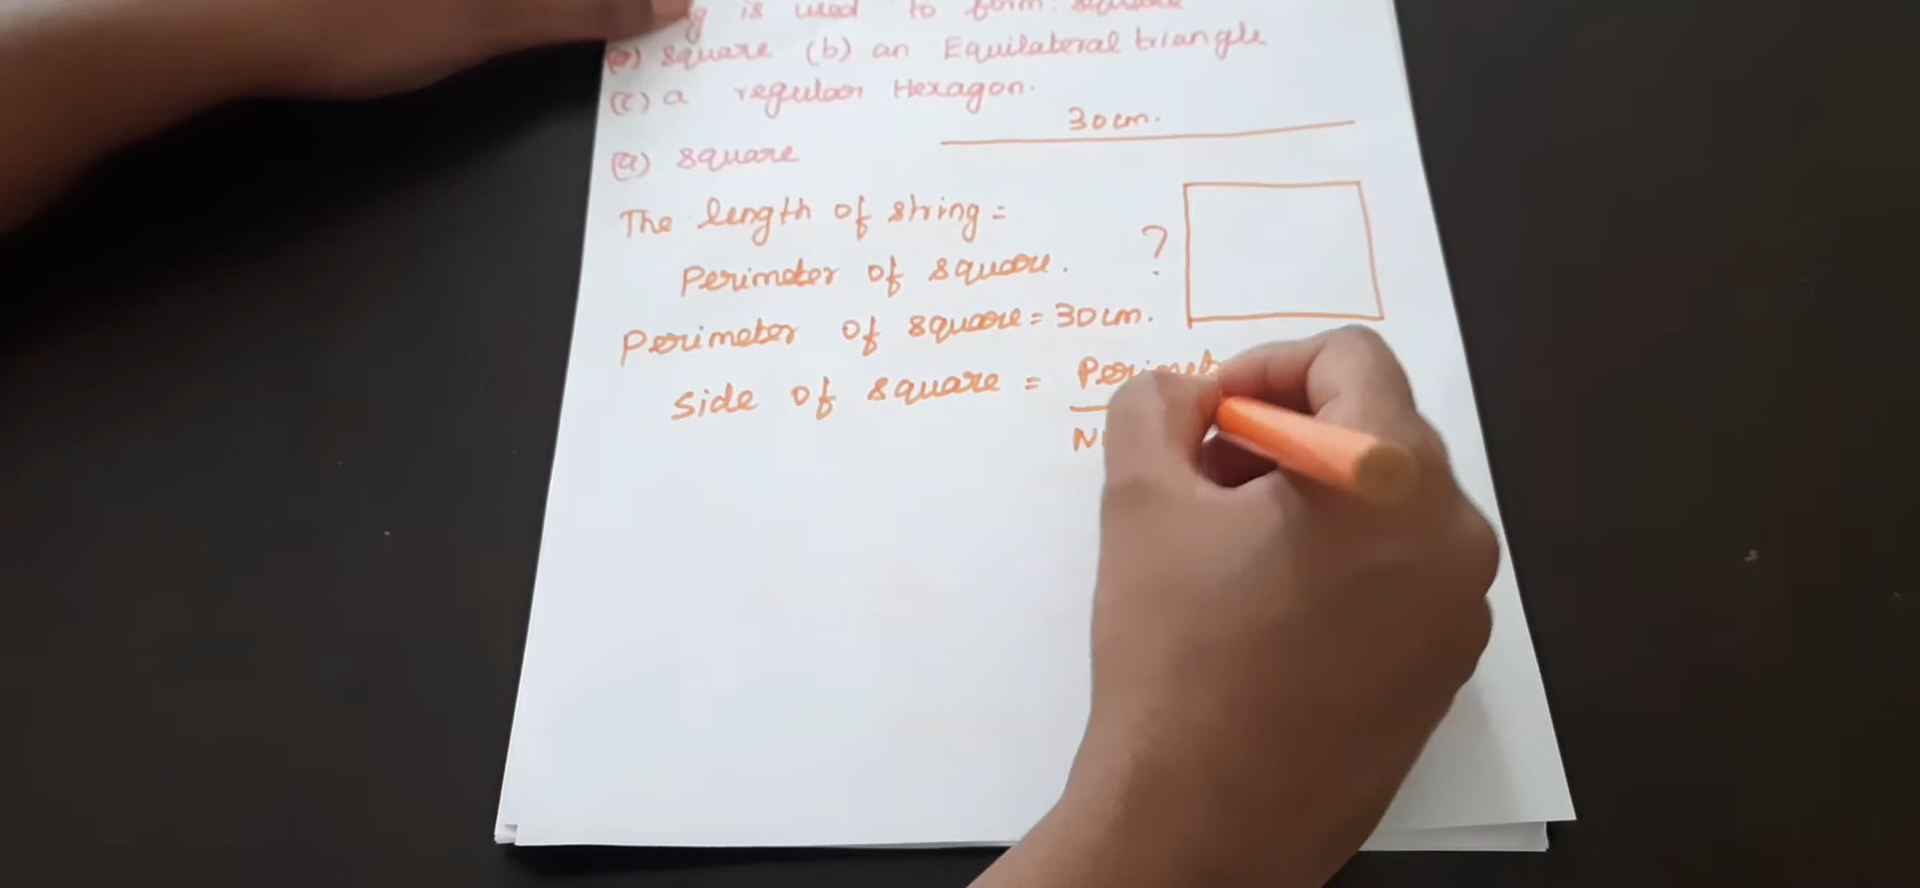 is used to form square
(a) square (b) an Equilateral triangle
(c) a regular Hexagon.
30cm.
(a) square
The length of string =
Perimeter of square.
?
Perimeter of square = 30cm.
side of square =